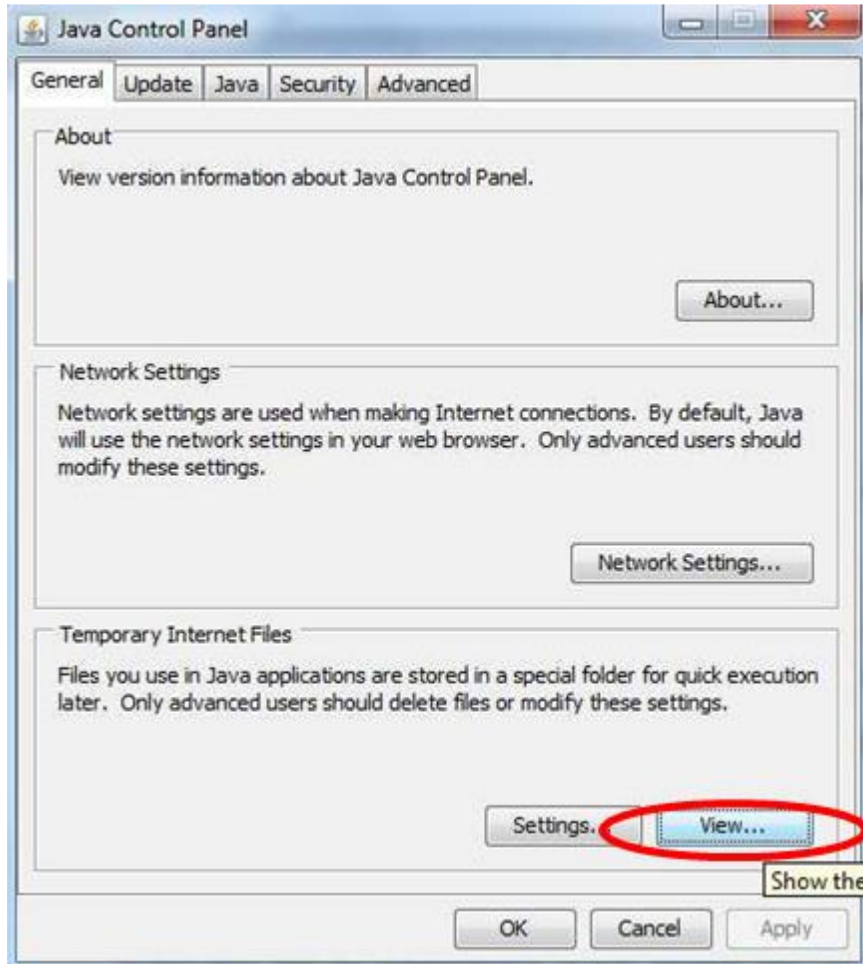 Java Control Panel
General Update Java Security Advanced
About
View version information about Java Control Panel.
About...
Network Settings
Network settings are used when making Internet connections.  By default, Java
will use the network settings in your web browser.  Only advanced users should
modify these settings.
Network Settings...
Temporary Internet Files
Files you use in Java applications are stored in a special folder for quick execution
later.  Only advanced users should delete files or modify these settings.
Settings... View...
Show the
OK Cancel Apply